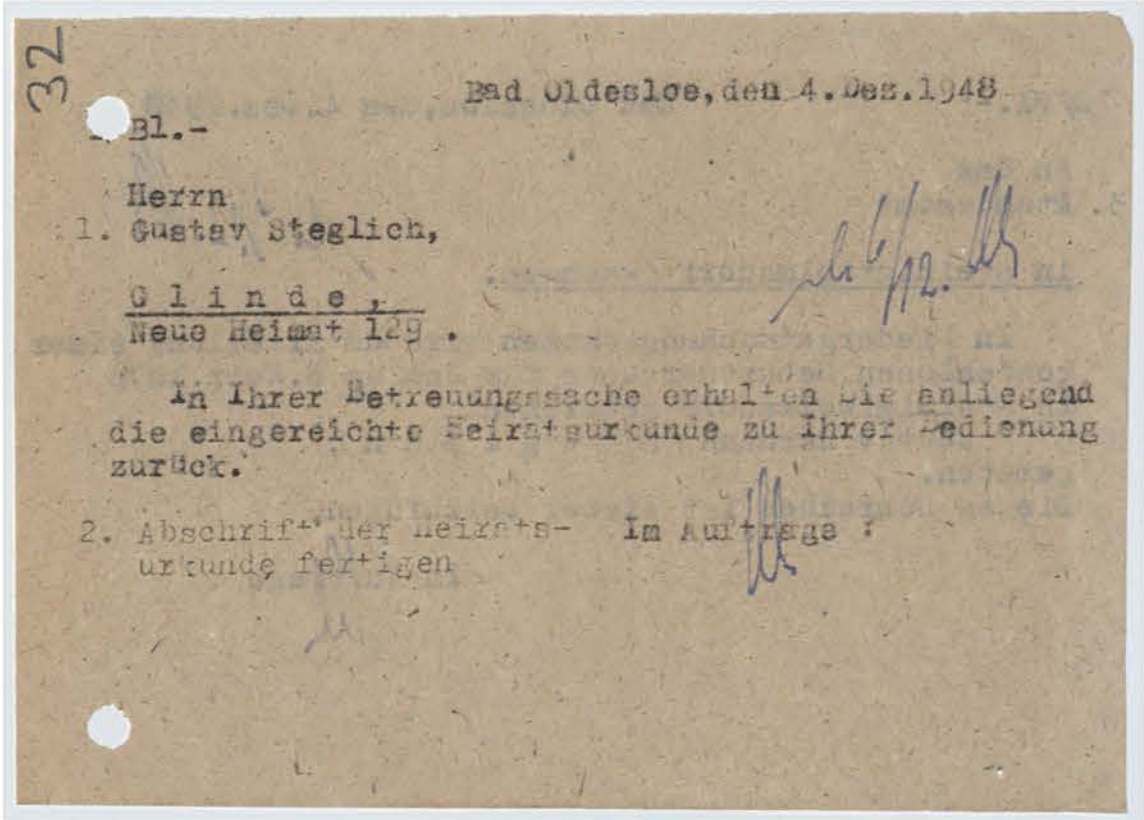 32
Bad Oldesloe, den 4. Dez. 1948
Bl.-
Herrn
1. Gustav Steglich,
Glinde,
Neue Heimat 129.
In Ihrer Betreuungssache erhalten Sie anliegend
die eingereichte Heiratsurkunde zu Ihrer Bedienung
zurück.
2. Abschrift der Heirats- Im Auftrage:
urkunde fertigen